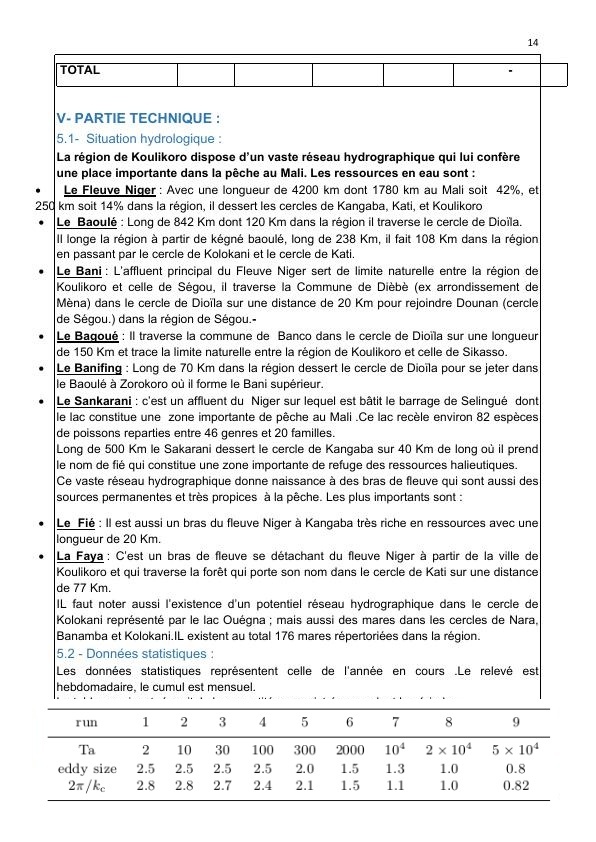 14
TOTAL -
V- PARTIE TECHNIQUE :
5.1- Situation hydrologique :
La région de Koulikoro dispose d’un vaste réseau hydrographique qui lui confère
une place importante dans la pêche au Mali. Les ressources en eau sont :
• Le Fleuve Niger : Avec une longueur de 4200 km dont 1780 km au Mali soit 42%, et
250 km soit 14% dans la région, il dessert les cercles de Kangaba, Kati, et Koulikoro
• Le Baoulé : Long de 842 Km dont 120 Km dans la région il traverse le cercle de Dioïla.
Il longe la région à partir de kégné baoulé, long de 238 Km, il fait 108 Km dans la région
en passant par le cercle de Kolokani et le cercle de Kati.
• Le Bani : L’affluent principal du Fleuve Niger sert de limite naturelle entre la région de
Koulikoro et celle de Ségou, il traverse la Commune de Dièbè (ex arrondissement de
Mèna) dans le cercle de Dioïla sur une distance de 20 Km pour rejoindre Dounan (cercle
de Ségou.) dans la région de Ségou.-
• Le Bagoué : Il traverse la commune de Banco dans le cercle de Dioïla sur une longueur
de 150 Km et trace la limite naturelle entre la région de Koulikoro et celle de Sikasso.
• Le Banifing : Long de 70 Km dans la région dessert le cercle de Dioïla pour se jeter dans
le Baoulé à Zorokoro où il forme le Bani supérieur.
• Le Sankarani : c’est un affluent du Niger sur lequel est bâtit le barrage de Selingué dont
le lac constitue une zone importante de pêche au Mali .Ce lac recèle environ 82 espèces
de poissons reparties entre 46 genres et 20 familles.
Long de 500 Km le Sakarani dessert le cercle de Kangaba sur 40 Km de long où il prend
le nom de fié qui constitue une zone importante de refuge des ressources halieutiques.
Ce vaste réseau hydrographique donne naissance à des bras de fleuve qui sont aussi des
sources permanentes et très propices à la pêche. Les plus importants sont :
• Le Fié : Il est aussi un bras du fleuve Niger à Kangaba très riche en ressources avec une
longueur de 20 Km.
• La Faya : C’est un bras de fleuve se détachant du fleuve Niger à partir de la ville de
Koulikoro et qui traverse la forêt qui porte son nom dans le cercle de Kati sur une distance
de 77 Km.
IL faut noter aussi l’existence d’un potentiel réseau hydrographique dans le cercle de
Kolokani représenté par le lac Ouégna ; mais aussi des mares dans les cercles de Nara,
Banamba et Kolokani.IL existent au total 176 mares répertoriées dans la région.
5.2 - Données statistiques :
Les données statistiques représentent celle de l’année en cours .Le relevé est
hebdomadaire, le cumul est mensuel.
run 1 2 3 4 5 6 7 8 9
Ta 2 10 30 100 300 2000 10⁴ 2 × 10⁴ 5 × 10⁴
eddy size 2.5 2.5 2.5 2.5 2.0 1.5 1.3 1.0 0.8
2π/kc 2.8 2.8 2.7 2.4 2.1 1.5 1.1 1.0 0.82